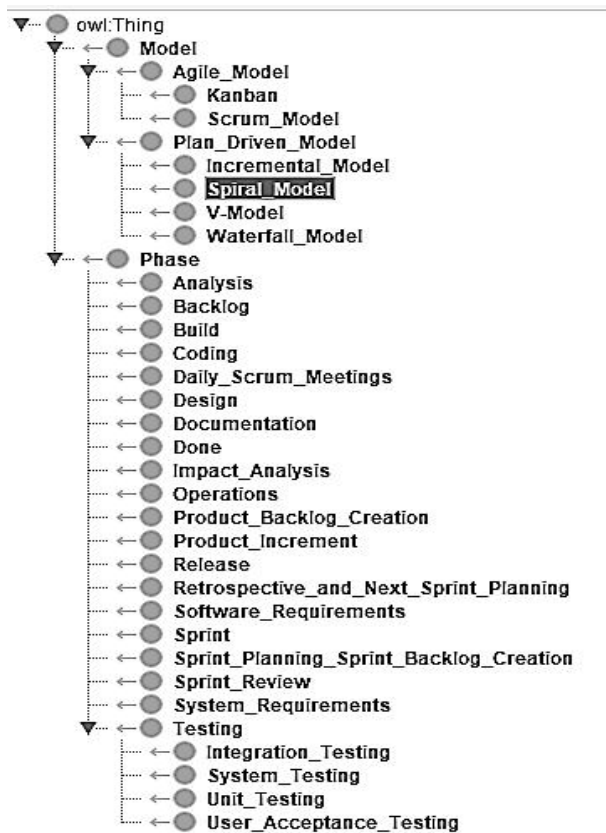 owl:Thing
Model
Agile_Model
Kanban
Scrum_Model
Plan_Driven_Model
Incremental_Model
Spiral_Model
V-Model
Waterfall_Model
Phase
Analysis
Backlog
Build
Coding
Daily_Scrum_Meetings
Design
Documentation
Done
Impact_Analysis
Operations
Product_Backlog_Creation
Product_Increment
Release
Retrospective_and_Next_Sprint_Planning
Software_Requirements
Sprint
Sprint_Planning_Sprint_Backlog_Creation
Sprint_Review
System_Requirements
Testing
Integration_Testing
System_Testing
Unit_Testing
User_Acceptance_Testing